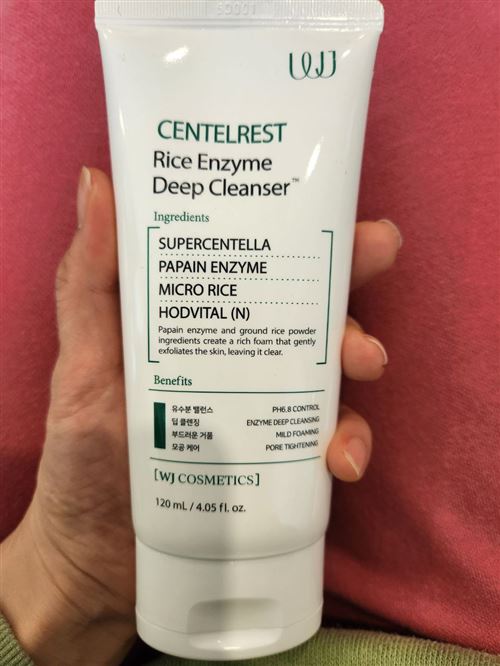 WJ
CENTELREST
Rice Enzyme
Deep Cleanser™
Ingredients
SUPERCENTELLA
PAPAIN ENZYME
MICRO RICE
HODVITAL (N)
Papain enzyme and ground rice powder
ingredients create a rich foam that gently
exfoliates the skin, leaving it clear.
Benefits
유수분 밸런스 PH6.8 CONTROL
딥 클렌징 ENZYME DEEP CLEANSING
부드러운 거품 MILD FOAMING
모공 케어 PORE TIGHTENING
[WJ COSMETICS]
120 mL / 4.05 fl. oz.